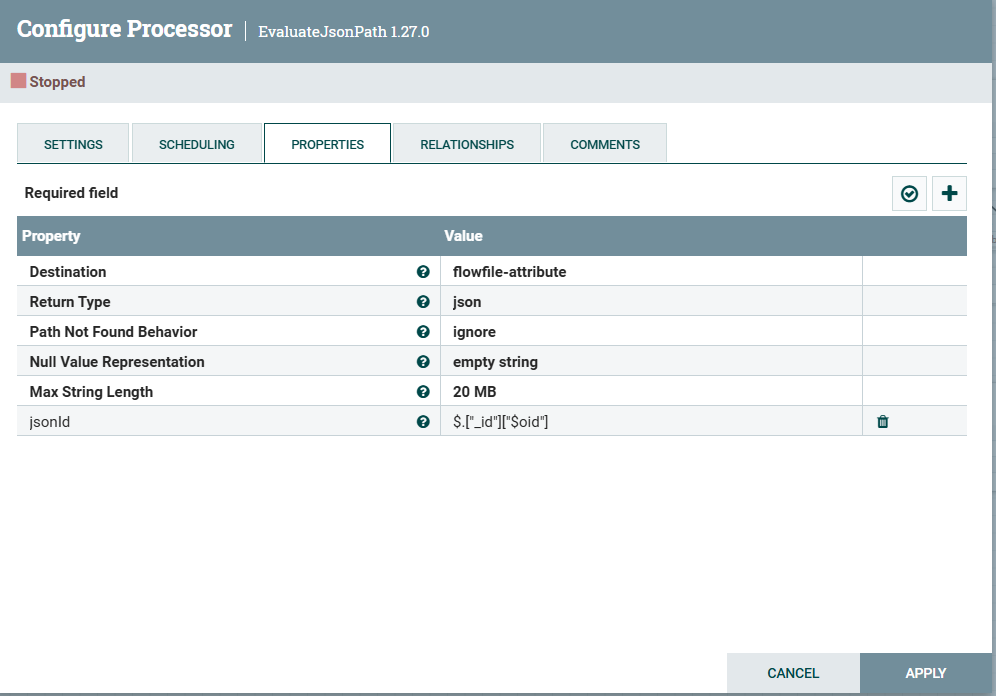 Configure Processor | EvaluateJsonPath 1.27.0
Stopped
SETTINGS SCHEDULING PROPERTIES RELATIONSHIPS COMMENTS
Required field
Property Value
Destination flowfile-attribute
Return Type json
Path Not Found Behavior ignore
Null Value Representation empty string
Max String Length 20 MB
jsonId $.["_id"]["$oid"]
CANCEL APPLY